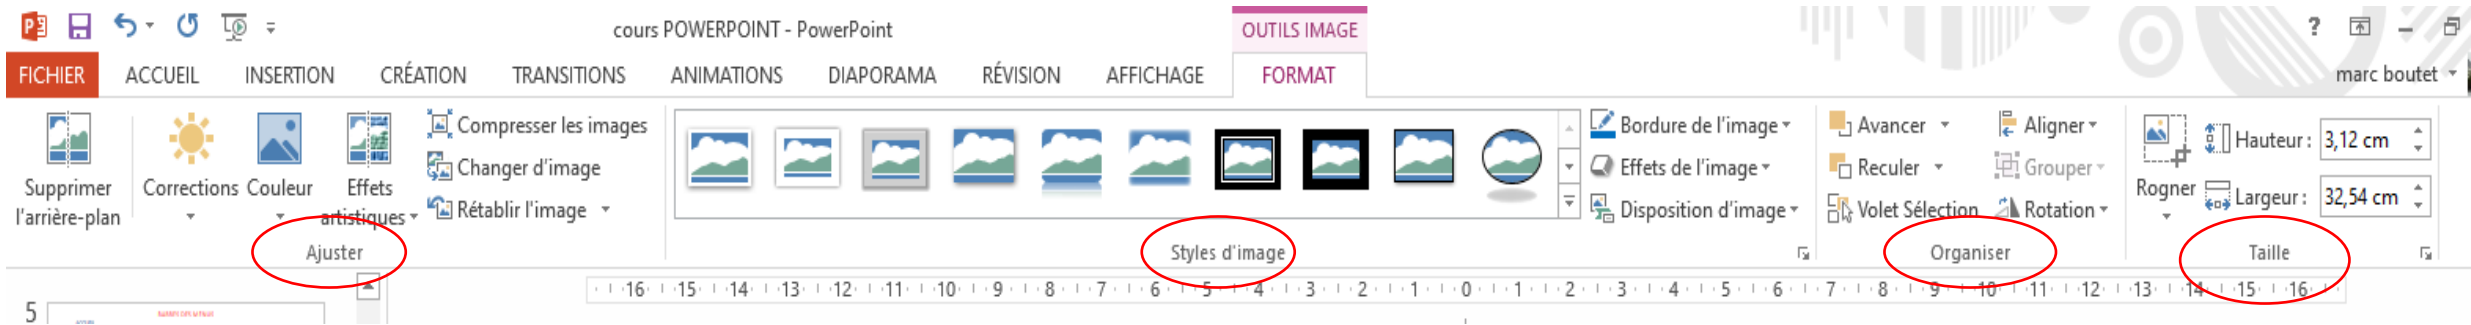 cours POWERPOINT - PowerPoint
OUTILS IMAGE
?
FICHIER ACCUEIL INSERTION CRÉATION TRANSITIONS ANIMATIONS DIAPORAMA RÉVISION AFFICHAGE FORMAT
marc boutet
Supprimer
l'arrière-plan
Corrections
Couleur
Effets
artistiques
Compresser les images
Changer d'image
Rétablir l'image
Ajuster
Styles d'image
Bordure de l'image
Effets de l'image
Disposition d'image
Avancer
Reculer
Volet Sélection
Aligner
Grouper
Rotation
Organiser
Rogner
Hauteur : 3,12 cm
Largeur : 32,54 cm
Taille
16 15 14 13 12 11 10 9 8 7 6 5 4 3 2 1 0 1 2 3 4 5 6 7 8 9 10 11 12 13 14 15 16
5